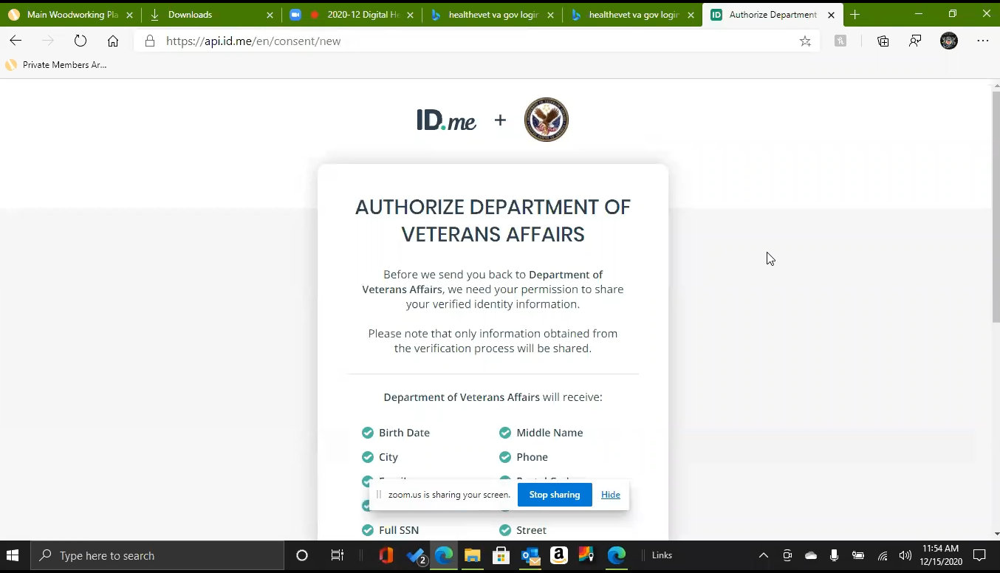 Main Woodworking Pla
Downloads
2020-12 Digital He
healthevet va gov login
healthevet va gov login
ID
Authorize Department
https://api.id.me/en/consent/new
Private Members Ar...
ID.me +
AUTHORIZE DEPARTMENT OF
VETERANS AFFAIRS
Before we send you back to Department of
Veterans Affairs, we need your permission to share
your verified identity information.
Please note that only information obtained from
the verification process will be shared.
Department of Veterans Affairs will receive:
Birth Date
Middle Name
City
Phone
zoom.us is sharing your screen.
Stop sharing
Hide
Full SSN
Street
Type here to search
2
Links
11:54 AM
12/15/2020